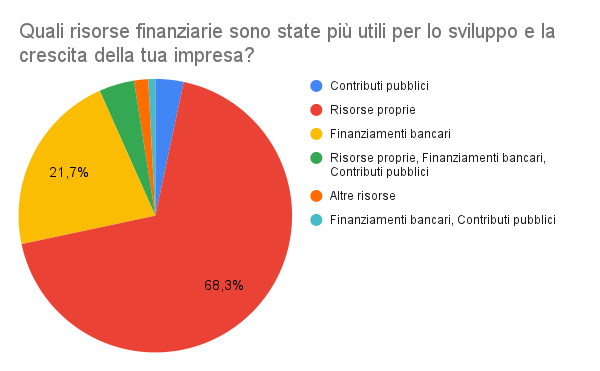 Quali risorse finanziarie sono state più utili per lo sviluppo e la
crescita della tua impresa?
Contributi pubblici
Risorse proprie
Finanziamenti bancari
Risorse proprie, Finanziamenti bancari,
Contributi pubblici
Altre risorse
Finanziamenti bancari, Contributi pubblici
21,7%
68,3%